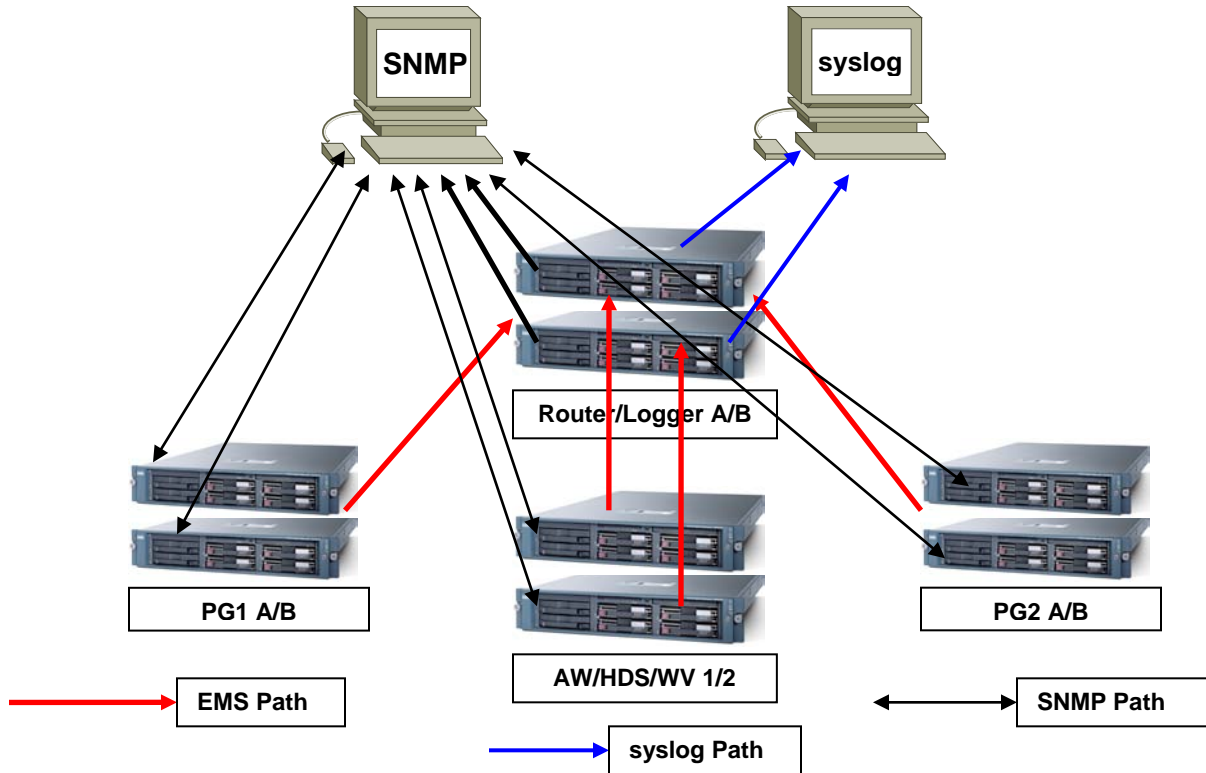 SNMP
syslog
Router/Logger A/B
PG1 A/B
PG2 A/B
AW/HDS/WV 1/2
EMS Path
SNMP Path
syslog Path